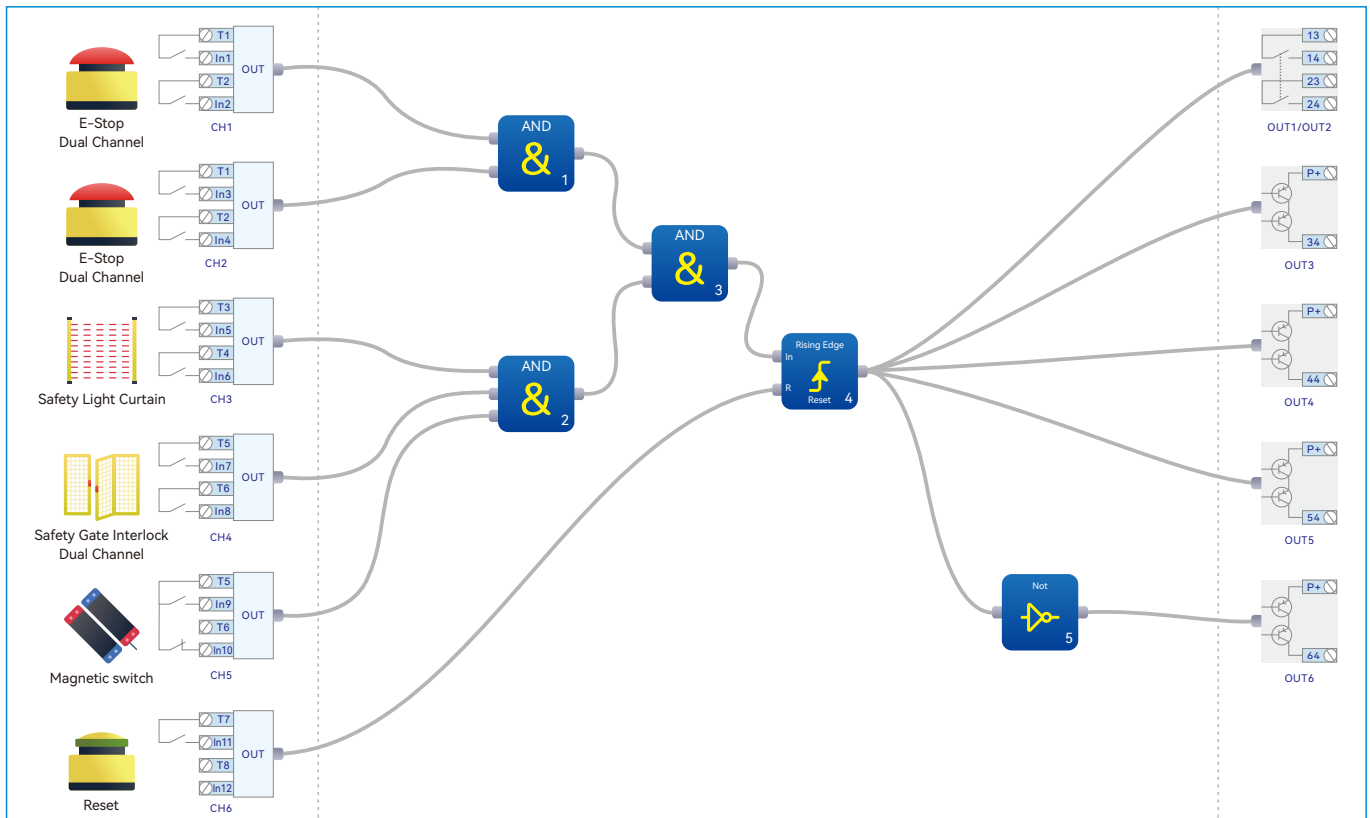 T1
In1
T2
In2
OUT
CH1
E-Stop
Dual Channel
T1
In3
T2
In4
OUT
CH2
E-Stop
Dual Channel
T3
In5
T4
In6
OUT
CH3
Safety Light Curtain
T5
In7
T6
In8
OUT
CH4
Safety Gate Interlock
Dual Channel
T5
In9
T6
In10
OUT
CH5
Magnetic switch
T7
In11
T8
In12
OUT
CH6
Reset
AND
&
1
AND
&
2
AND
&
3
Rising Edge
In
R
Reset
4
Not
5
13
14
23
24
OUT1/OUT2
P+
34
OUT3
P+
44
OUT4
P+
54
OUT5
P+
64
OUT6